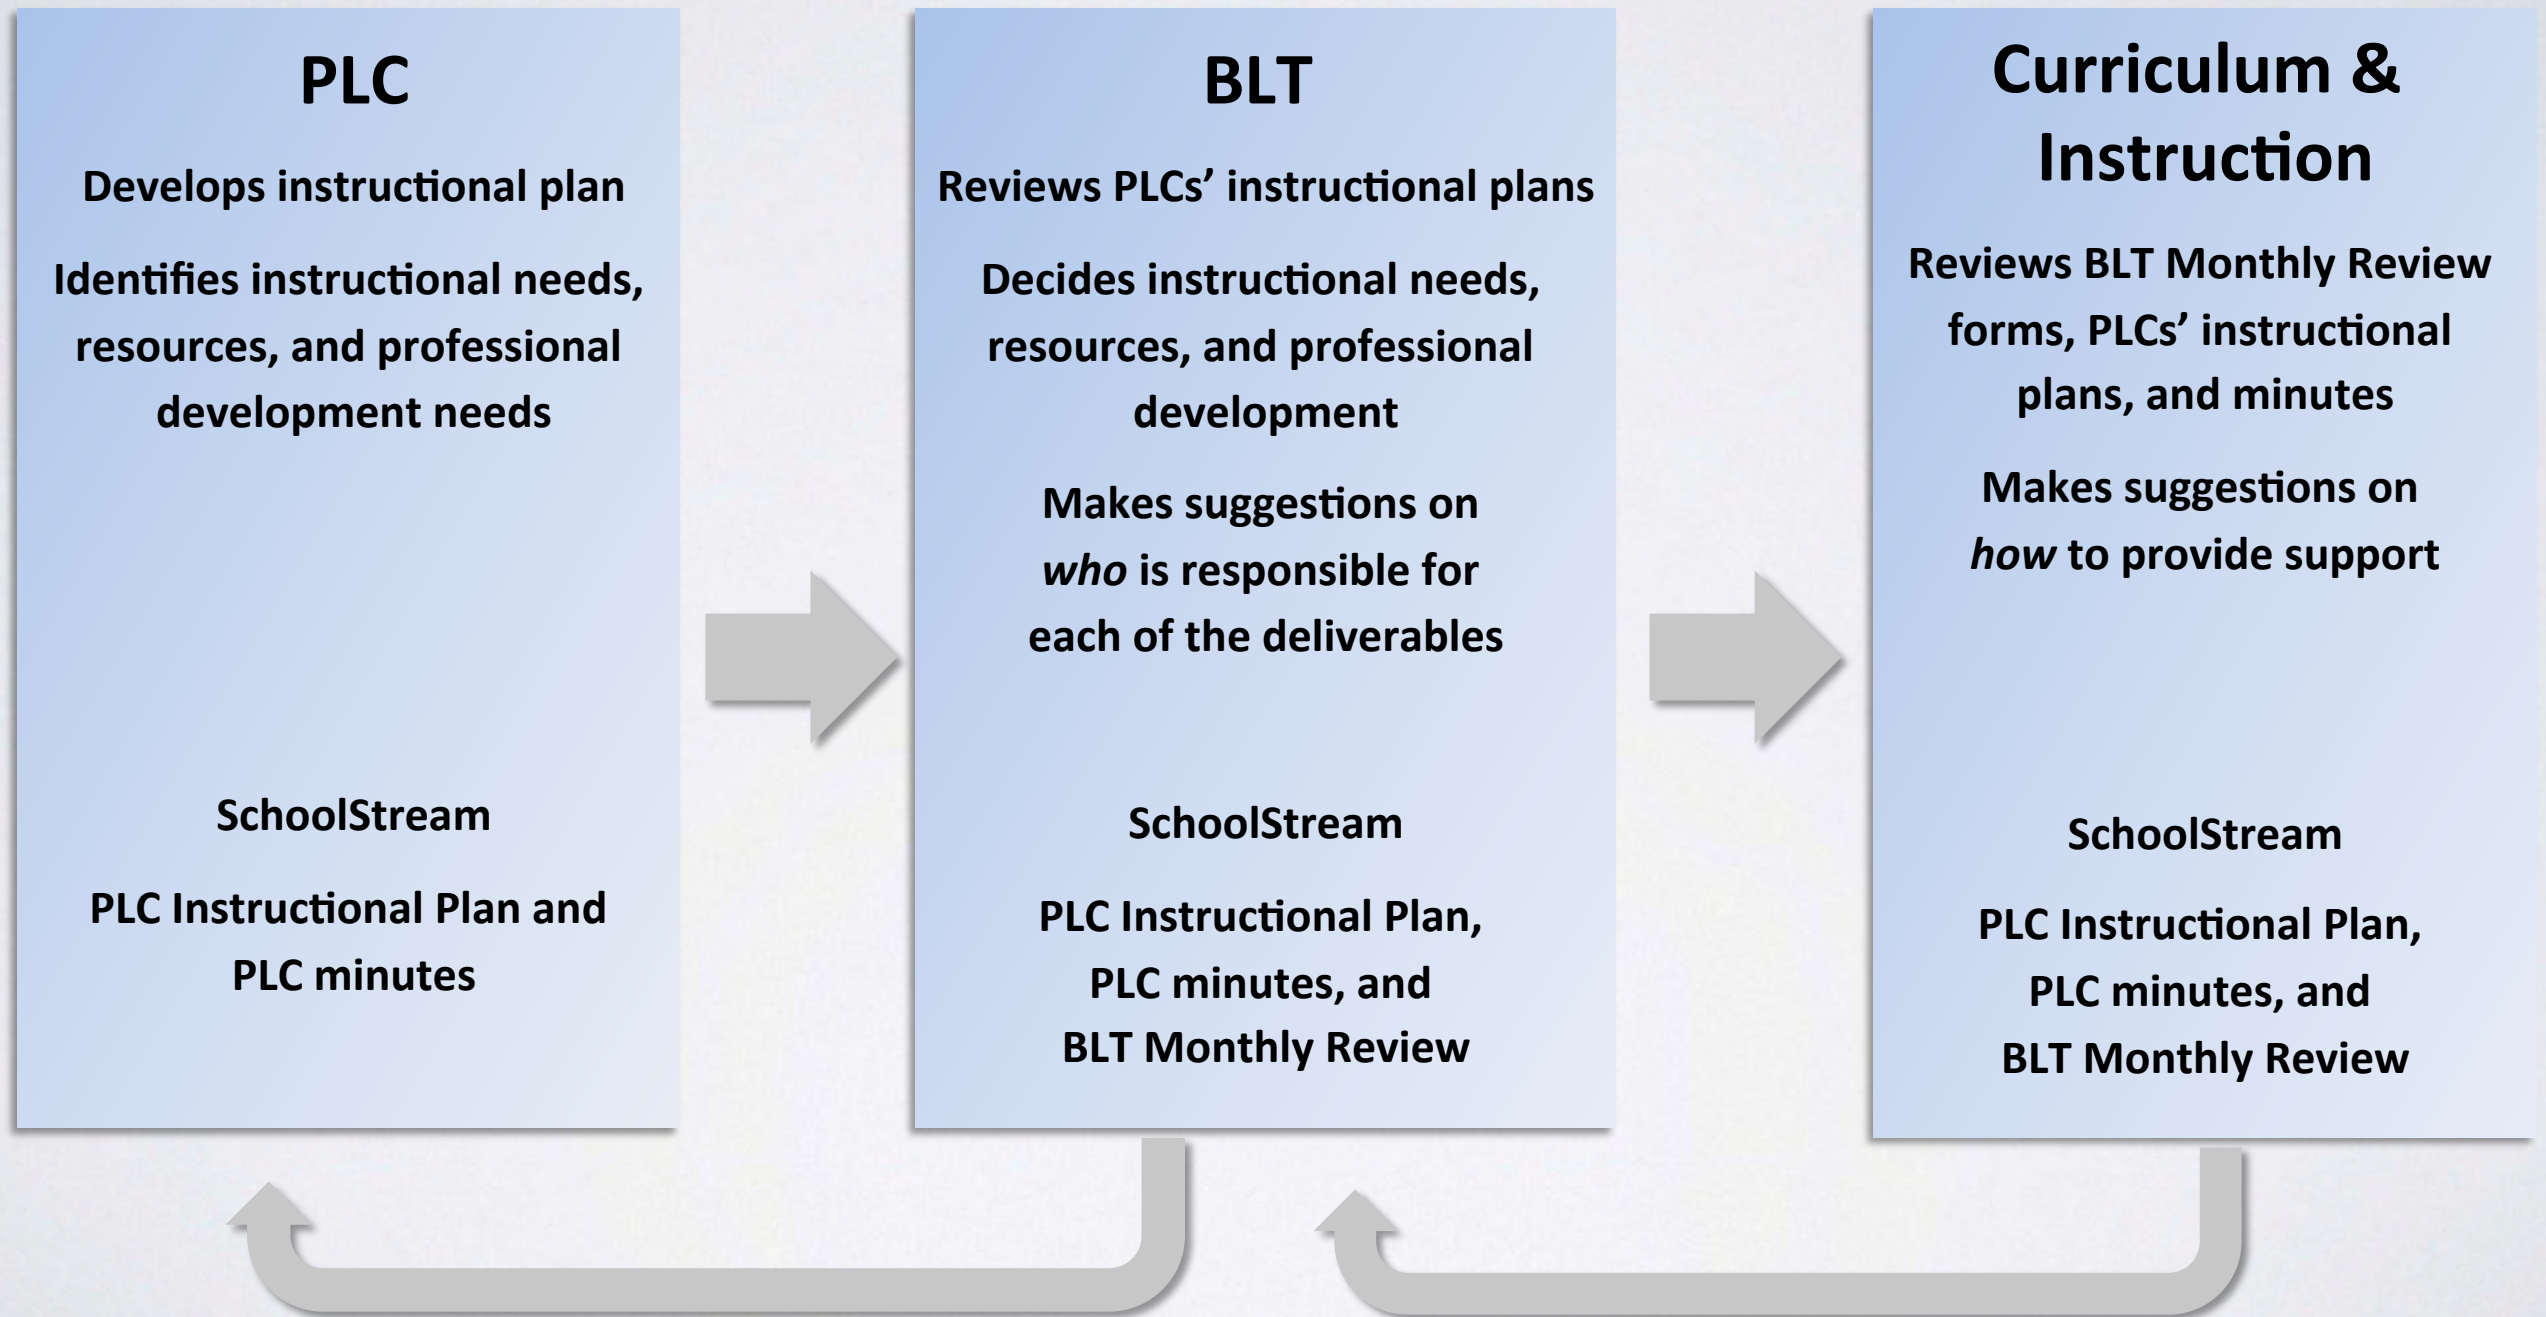 PLC
Develops instructional plan
Identifies instructional needs,
resources, and professional
development needs
SchoolStream
PLC Instructional Plan and
PLC minutes
BLT
Reviews PLCs’ instructional plans
Decides instructional needs,
resources, and professional
development
Makes suggestions on
who is responsible for
each of the deliverables
SchoolStream
PLC Instructional Plan,
PLC minutes, and
BLT Monthly Review
Curriculum &
Instruction
Reviews BLT Monthly Review
forms, PLCs’ instructional
plans, and minutes
Makes suggestions on
how to provide support
SchoolStream
PLC Instructional Plan,
PLC minutes, and
BLT Monthly Review